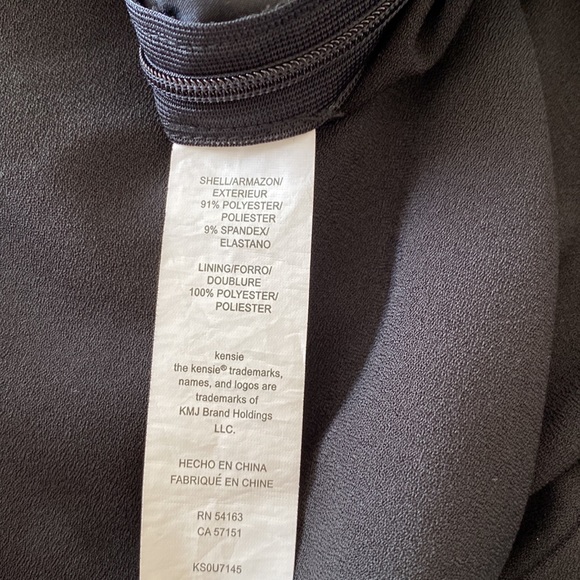 SHELL/ARMAZON/
EXTERIEUR
91% POLYESTER/
POLIESTER
9% SPANDEX/
ELASTANO
LINING/FORRO/
DOUBLURE
100% POLYESTER/
POLIESTER
kensie
the kensie® trademarks,
names, and logos are
trademarks of
KMJ Brand Holdings
LLC.
HECHO EN CHINA
FABRIQUÉ EN CHINE
RN 54163
CA 57151
KS0U7145